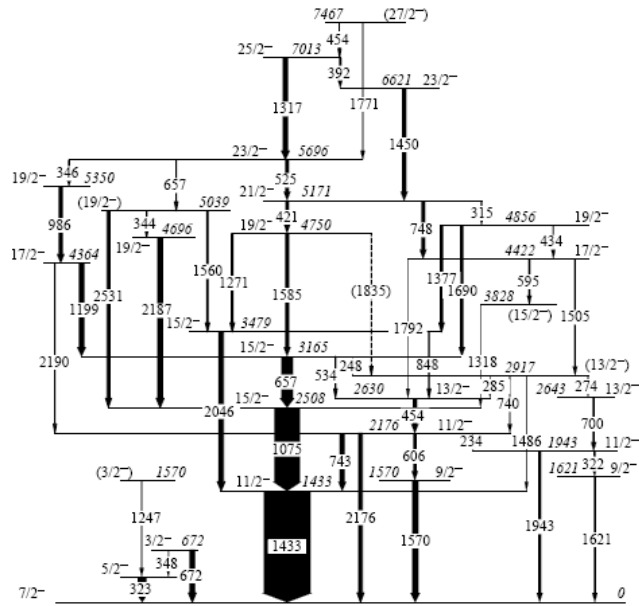 7467 (27/2⁻)
454
25/2⁻ 7013
392
6621 23/2⁻
1317 1771 1450
23/2⁻ 5696
346
19/2⁻ 5350 657 525
21/2⁻ 5171
(19/2⁻) 5039 315
986 344 421 4856 19/2⁻
4696 19/2⁻ 4750 748
19/2⁻ 434
17/2⁻ 4364 4422 17/2⁻
1560 1271 1377 595
1199 2531 2187 1585 (1835) 1690 3828
(15/2⁻) 1505
15/2⁻ 3479 1792
15/2⁻ 3165 1318
2190 657 534 248 848 2917 (13/2⁻)
2630 13/2⁻ 285 274
15/2⁻ 2508 740 2643 13/2⁻
2046 454
2176 11/2⁻ 700
1075 743 606 234 1486 1943 11/2⁻
(3/2⁻) 1570 1570 9/2⁻ 322
11/2⁻ 1433 1621 9/2⁻
1247 2176 1570 1943 1621
3/2⁻ 672 1433
348
5/2⁻ 672
323
7/2⁻ 0